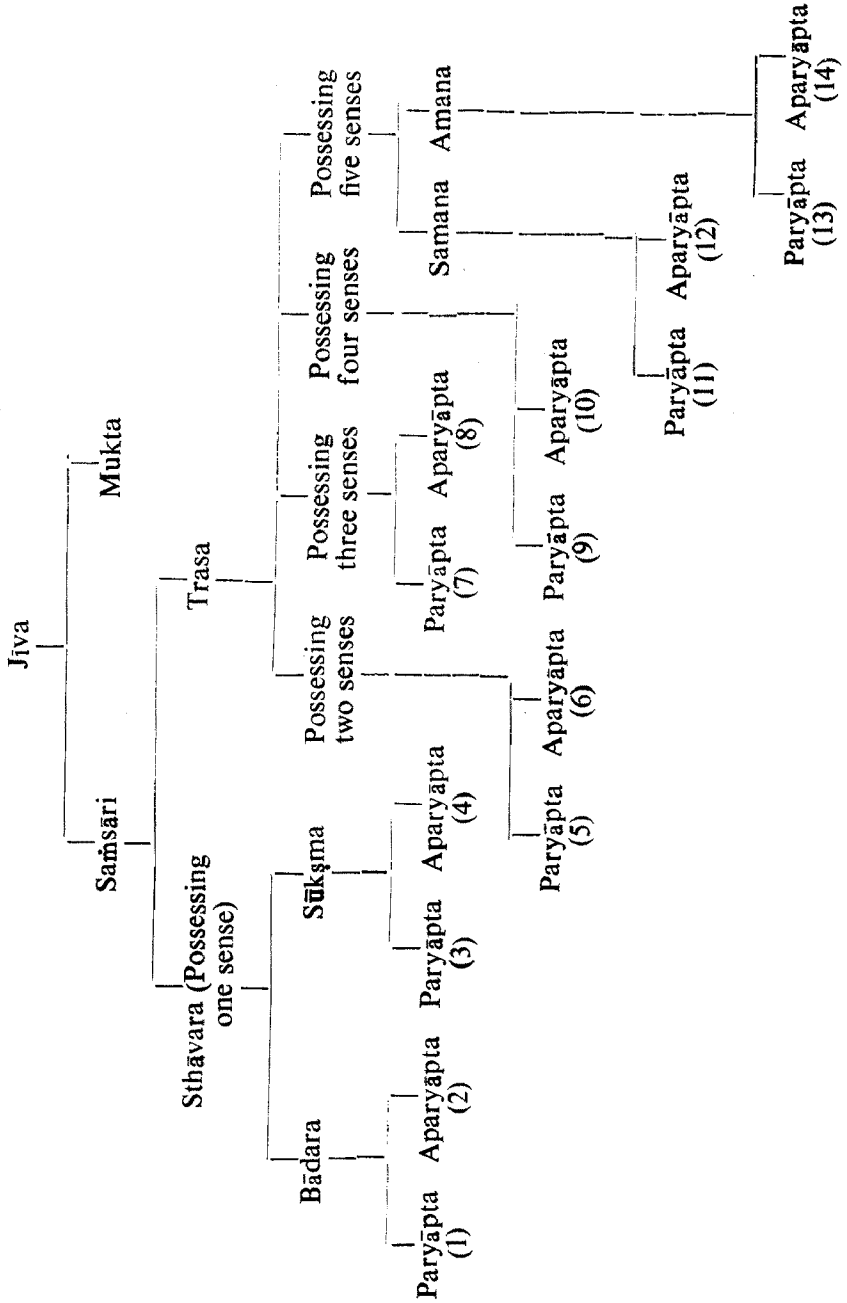 Jīva
Saṁsāri
Mukta
Sthāvara (Possessing
one sense)
Trasa
Bādara
Sūkṣma
Possessing
two senses
Possessing
three senses
Possessing
four senses
Possessing
five senses
Paryāpta
(1)
Aparyāpta
(2)
Paryāpta
(3)
Aparyāpta
(4)
Paryāpta
(7)
Aparyāpta
(8)
Samana
Amana
Paryāpta
(5)
Aparyāpta
(6)
Paryāpta
(9)
Aparyāpta
(10)
Paryāpta
(11)
Aparyāpta
(12)
Paryāpta
(13)
Aparyāpta
(14)